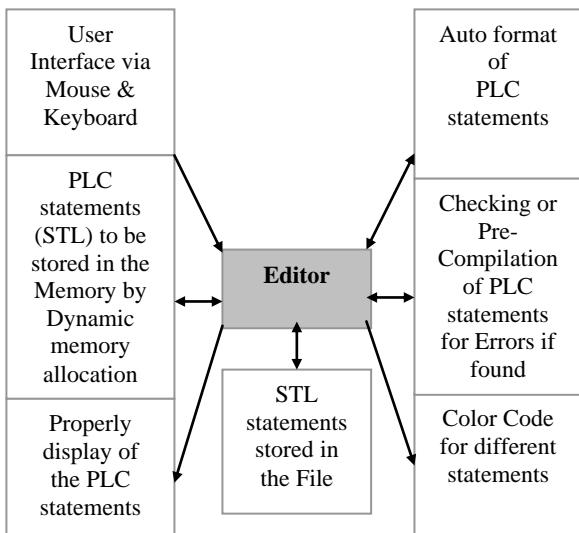 User
Interface via
Mouse &
Keyboard
PLC
statements
(STL) to be
stored in the
Memory by
Dynamic
memory
allocation
Properly
display of
the PLC
statements
Editor
STL
statements
stored in
the File
Auto format
of
PLC
statements
Checking or
Pre-
Compilation
of PLC
statements
for Errors if
found
Color Code
for different
statements